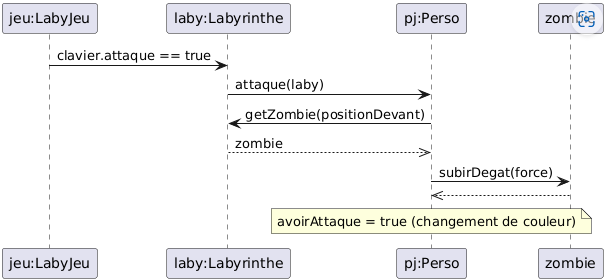 jeu:LabyJeu laby:Labyrinthe pj:Perso zombie
clavier.attaque == true
attaque(laby)
getZombie(positionDevant)
zombie
subirDegat(force)
avoirAttaque = true (changement de couleur)
jeu:LabyJeu laby:Labyrinthe pj:Perso zombie